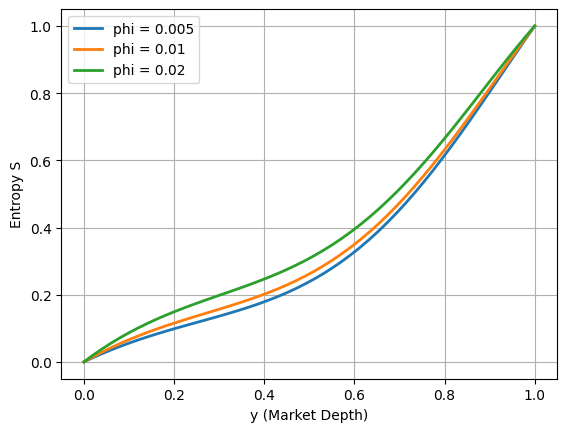 phi = 0.005
phi = 0.01
phi = 0.02
Entropy S
1.0
0.8
0.6
0.4
0.2
0.0
0.0 0.2 0.4 0.6 0.8 1.0
y (Market Depth)